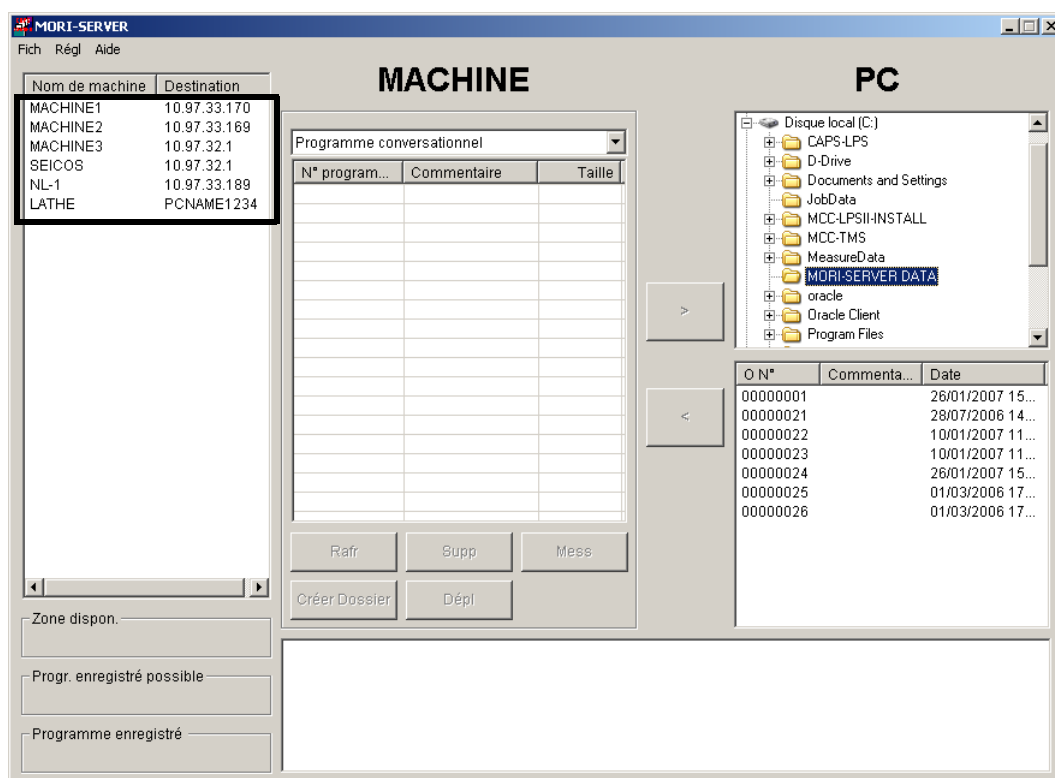 MORI-SERVER
Fich Régl Aide
MACHINE
PC
Nom de machine Destination
MACHINE1 10.97.33.170
MACHINE2 10.97.33.169
MACHINE3 10.97.32.1
SEICOS 10.97.32.1
NL-1 10.97.33.189
LATHE PCNAME1234
Programme conversationnel
N° program... Commentaire Taille
Disque local (C:)
CAPS-LPS
D-Drive
Documents and Settings
JobData
MCC-LPSII-INSTALL
MCC-TMS
MeasureData
MORI-SERVER DATA
oracle
Oracle Client
Program Files
>
<
O N° Commenta... Date
00000001 26/01/2007 15...
00000021 28/07/2006 14...
00000022 10/01/2007 11...
00000023 10/01/2007 11...
00000024 26/01/2007 15...
00000025 01/03/2006 17...
00000026 01/03/2006 17...
Rafr Supp Mess
Créer Dossier Dépl
Zone dispon.
Progr. enregistré possible
Programme enregistré